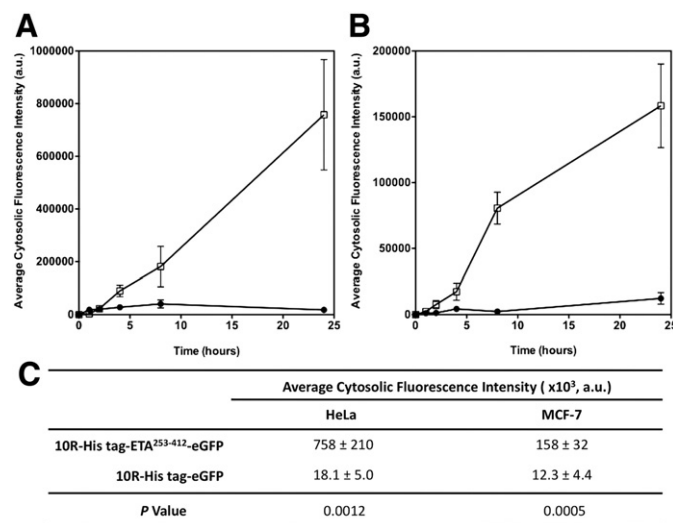 A
B
Average Cytosolic Fluorescence Intensity (a.u.)
1000000
800000
600000
400000
200000
0
0 5 10 15 20 25
Time (hours)
Average Cytosolic Fluorescence Intensity (a.u.)
200000
150000
100000
50000
0
0 5 10 15 20 25
Time (hours)
C
Average Cytosolic Fluorescence Intensity ( x10³, a.u.)
HeLa MCF-7
10R-His tag-ETA²⁵³⁻⁴¹²-eGFP 758 ± 210 158 ± 32
10R-His tag-eGFP 18.1 ± 5.0 12.3 ± 4.4
P Value 0.0012 0.0005